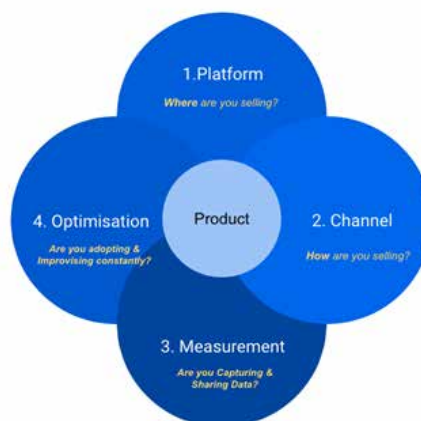 1.Platform
Where are you selling?
4. Optimisation
Are you adopting &
Improvising constantly?
Product
2. Channel
How are you selling?
3. Measurement
Are you Capturing &
Sharing Data?